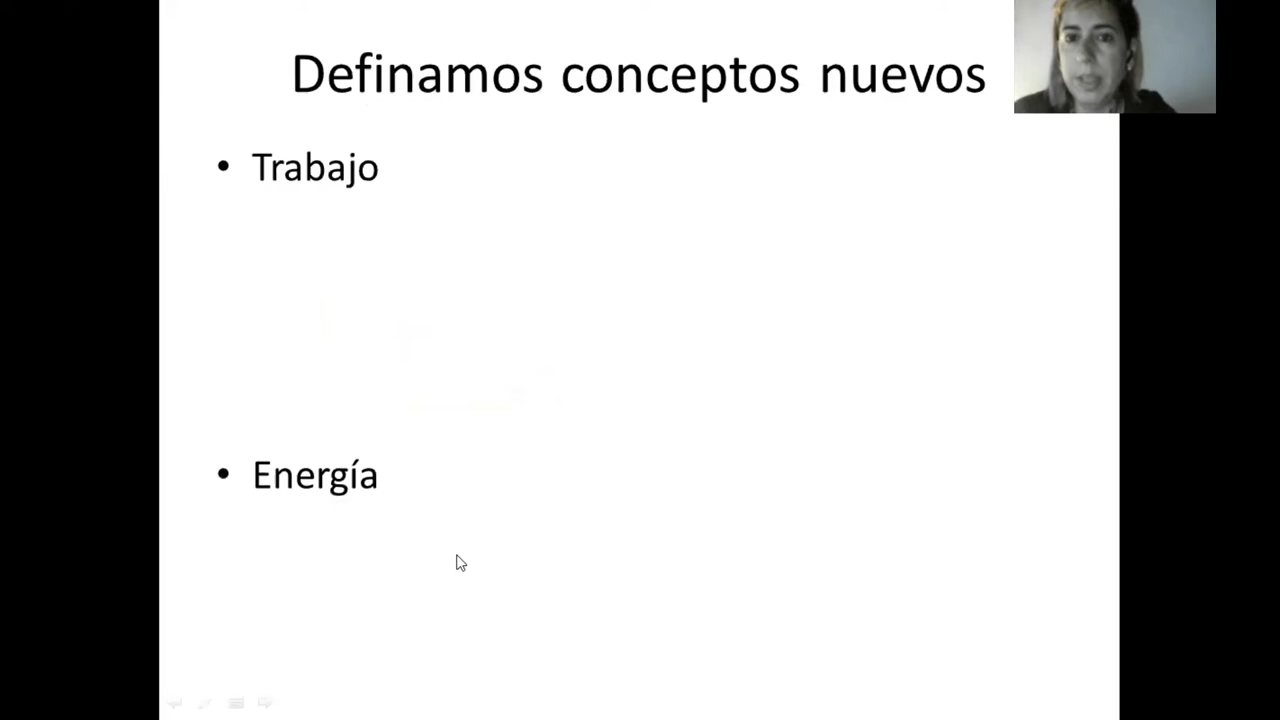 Definamos conceptos nuevos
• Trabajo
• Energía